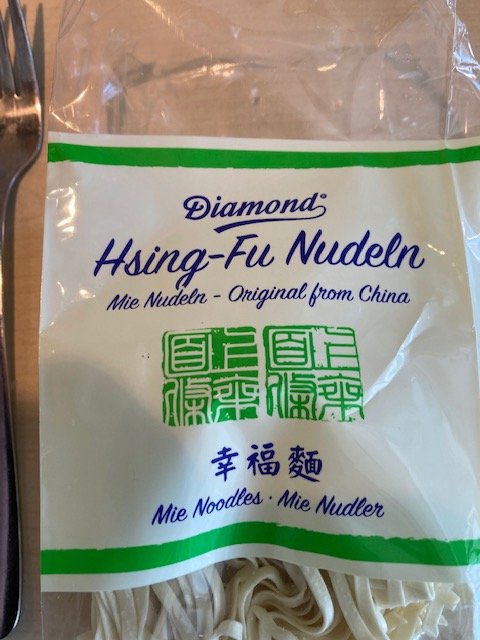 Diamond®
Hsing-Fu Nudeln
Mie Nudeln - Original from China
幸福麵
Mie Noodles · Mie Nudler